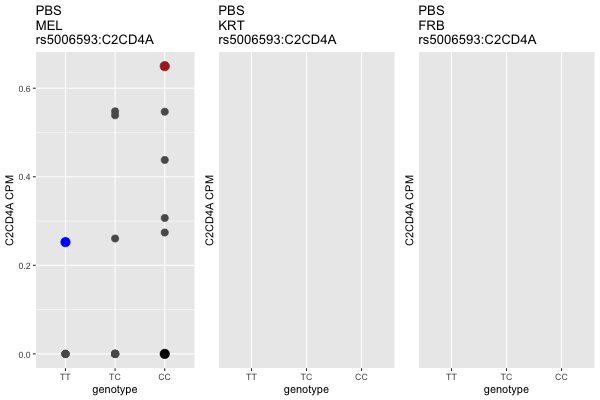 PBS
MEL
rs5006593:C2CD4A
C2CD4A CPM
0.6
0.4
0.2
0.0
TT TC CC
genotype
PBS
KRT
rs5006593:C2CD4A
C2CD4A CPM
TT TC CC
genotype
PBS
FRB
rs5006593:C2CD4A
C2CD4A CPM
TT TC CC
genotype